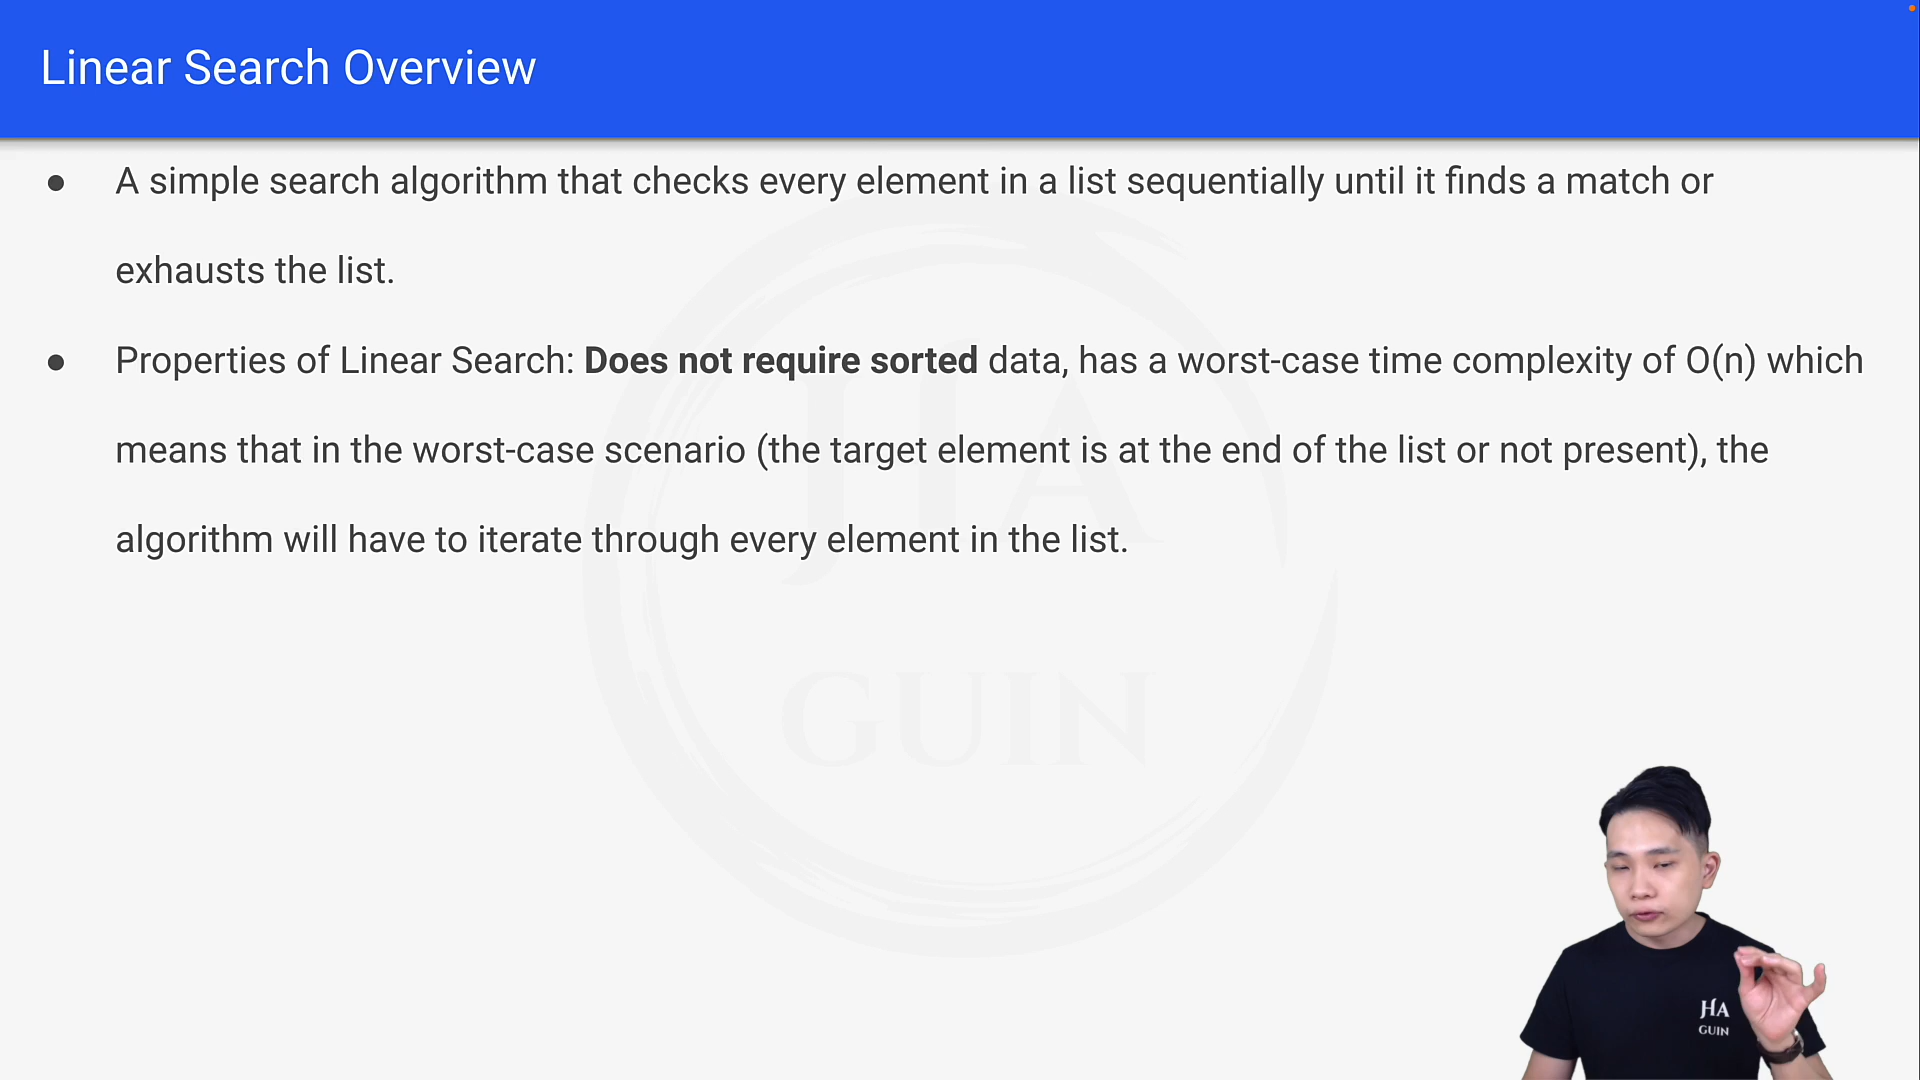 Linear Search Overview
● A simple search algorithm that checks every element in a list sequentially until it finds a match or
exhausts the list.
● Properties of Linear Search: Does not require sorted data, has a worst-case time complexity of O(n) which
means that in the worst-case scenario (the target element is at the end of the list or not present), the
algorithm will have to iterate through every element in the list.
JIA
GUIN
JIA
GUIN